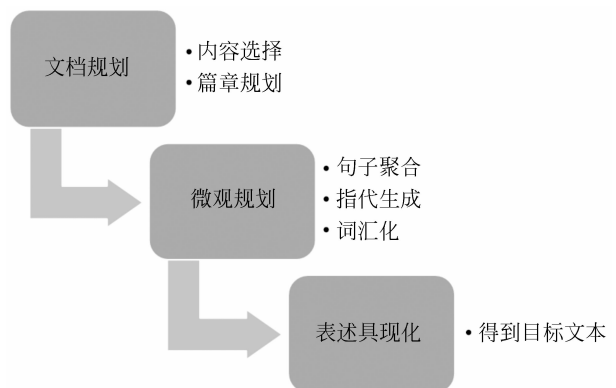 文档规划
• 内容选择
• 篇章规划
微观规划
• 句子聚合
• 指代生成
• 词汇化
表述具现化
• 得到目标文本